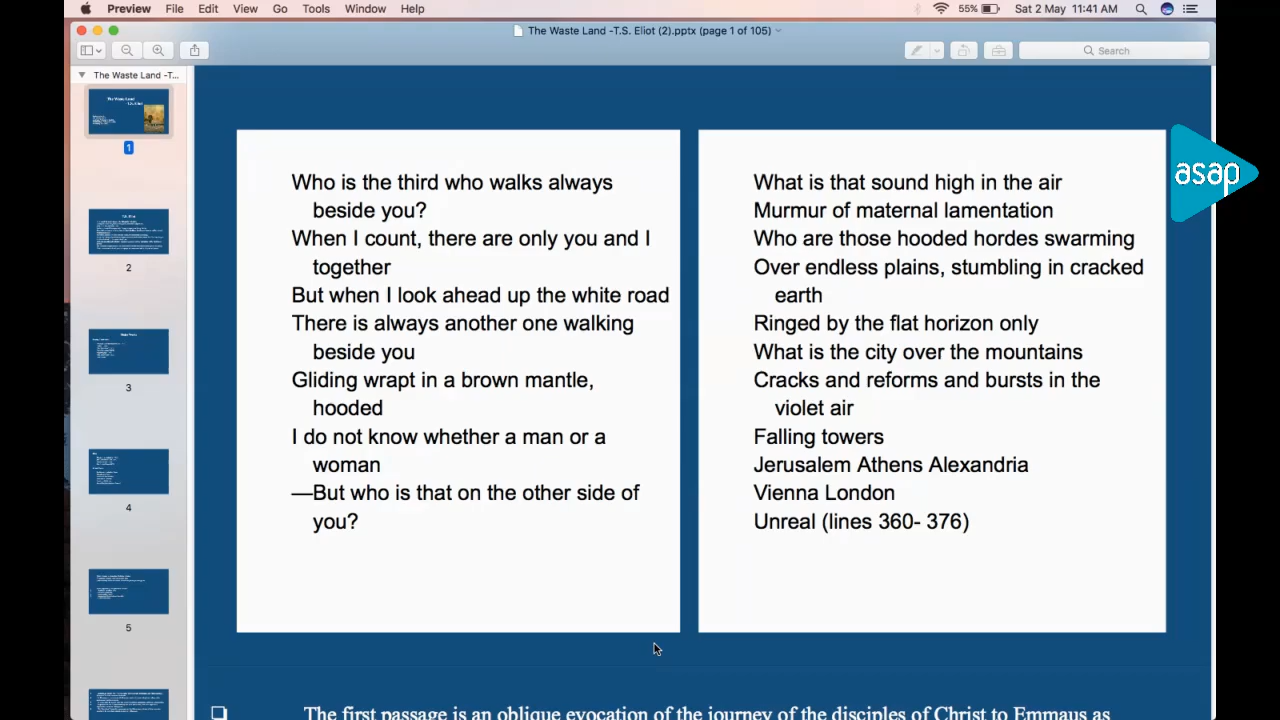 Preview File Edit View Go Tools Window Help 55% Sat 2 May 11:41 AM
The Waste Land -T.S. Eliot (2).pptx (page 1 of 105)
Search
The Waste Land -T...
1
2
3
4
5
Who is the third who walks always
beside you?
When I count, there are only you and I
together
But when I look ahead up the white road
There is always another one walking
beside you
Gliding wrapt in a brown mantle,
hooded
I do not know whether a man or a
woman
—But who is that on the other side of
you?
What is that sound high in the air
Murmur of maternal lamentation
Who are those hooded hordes swarming
Over endless plains, stumbling in cracked
earth
Ringed by the flat horizon only
What is the city over the mountains
Cracks and reforms and bursts in the
violet air
Falling towers
Jerusalem Athens Alexandria
Vienna London
Unreal (lines 360- 376)
asap
The first passage is an oblique evocation of the journey of the disciples of Christ to Emmaus as